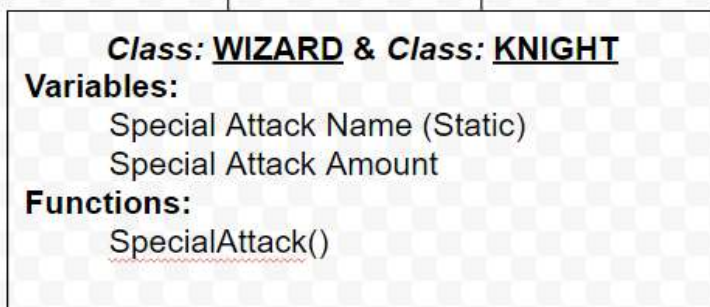 Class: WIZARD & Class: KNIGHT
Variables:
Special Attack Name (Static)
Special Attack Amount
Functions:
SpecialAttack()